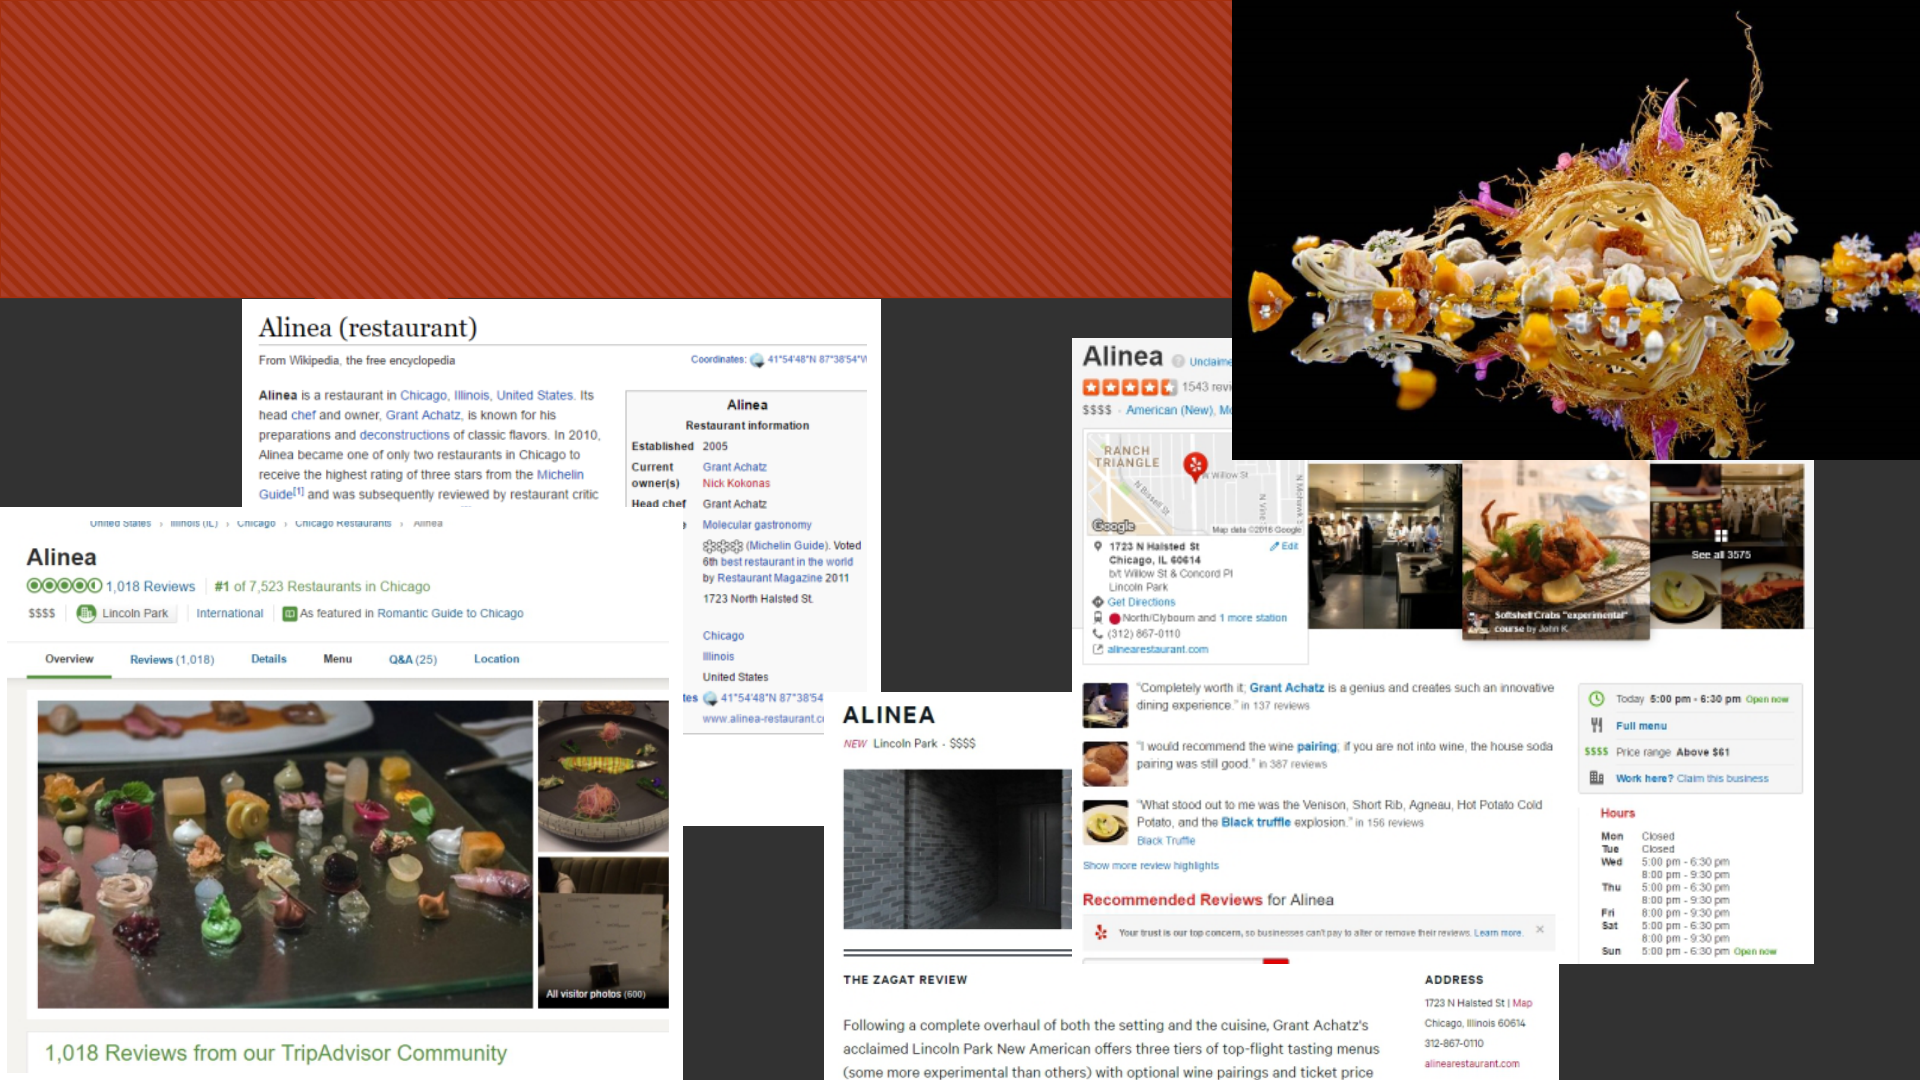 Alinea (restaurant)
From Wikipedia, the free encyclopedia
Coordinates: 41°54'48"N 87°38'54"W
Alinea is a restaurant in Chicago, Illinois, United States. Its
head chef and owner, Grant Achatz, is known for his
preparations and deconstructions of classic flavors. In 2010,
Alinea became one of only two restaurants in Chicago to
receive the highest rating of three stars from the Michelin
Guide[1] and was subsequently reviewed by restaurant critic
Alinea
Restaurant information
Established 2005
Current Grant Achatz
owner(s) Nick Kokonas
Head chef Grant Achatz
Molecular gastronomy
(Michelin Guide). Voted
6th best restaurant in the world
by Restaurant Magazine 2011
1723 North Halsted St.
Chicago
Illinois
United States
tes 41°54'48"N 87°38'54
www.alinea-restaurant.c
United States › Illinois (IL) › Chicago › Chicago Restaurants › Alinea
Alinea
1,018 Reviews #1 of 7,523 Restaurants in Chicago
$$$$ Lincoln Park International As featured in Romantic Guide to Chicago
Overview Reviews (1,018) Details Menu Q&A (25) Location
All visitor photos (600)
1,018 Reviews from our TripAdvisor Community
ALINEA
NEW Lincoln Park - $$$$
THE ZAGAT REVIEW
Following a complete overhaul of both the setting and the cuisine, Grant Achatz's
acclaimed Lincoln Park New American offers three tiers of top-flight tasting menus
(some more experimental than others) with optional wine pairings and ticket price
ADDRESS
1723 N Halsted St | Map
Chicago, Illinois 60614
312-867-0110
alinearestaurant.com
Alinea Unclaime
1543 revi
$$$$ · American (New), Mo
RANCH
TRIANGLE
W Willow St
N Bissell St
N Vine
N Mohawk
Google
Map data ©2016 Google
1723 N Halsted St Edit
Chicago, IL 60614
b/t Willow St & Concord Pl
Lincoln Park
Get Directions
North/Clybourn and 1 more station
(312) 867-0110
alinearestaurant.com
Softshell Crabs "experimental"
course by John K.
See all 3575
"Completely worth it; Grant Achatz is a genius and creates such an innovative
dining experience." in 137 reviews
"I would recommend the wine pairing; if you are not into wine, the house soda
pairing was still good." in 387 reviews
"What stood out to me was the Venison, Short Rib, Agneau, Hot Potato Cold
Potato, and the Black truffle explosion." in 156 reviews
Black Truffle
Show more review highlights
Recommended Reviews for Alinea
Your trust is our top concern, so businesses can't pay to alter or remove their reviews. Learn more.
Today 5:00 pm - 6:30 pm Open now
Full menu
$$$$ Price range Above $61
Work here? Claim this business
Hours
Mon Closed
Tue Closed
Wed 5:00 pm - 6:30 pm
8:00 pm - 9:30 pm
Thu 5:00 pm - 6:30 pm
8:00 pm - 9:30 pm
Fri 8:00 pm - 9:30 pm
Sat 5:00 pm - 6:30 pm
8:00 pm - 9:30 pm
Sun 5:00 pm - 6:30 pm Open now